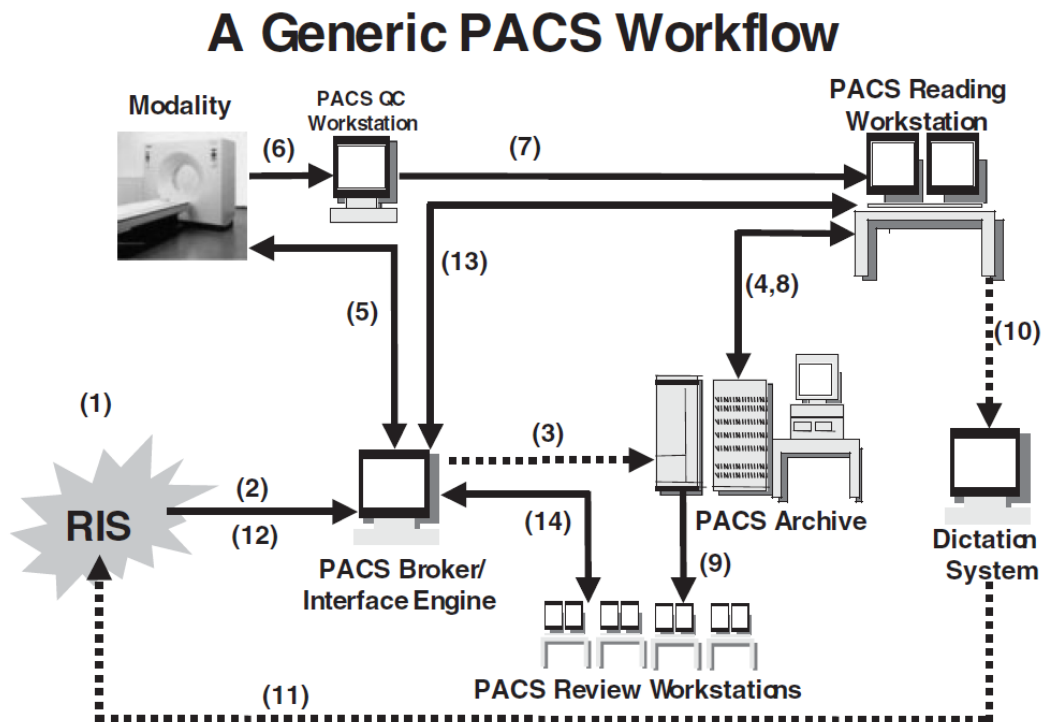 A Generic PACS Workflow
Modality
PACS QC
Workstation
PACS Reading
Workstation
(6)
(7)
(13)
(4,8)
(5)
(10)
(1)
(3)
(2)
RIS
(12)
(14)
PACS Archive
PACS Broker/
Interface Engine
(9)
Dictation
System
PACS Review Workstations
(11)